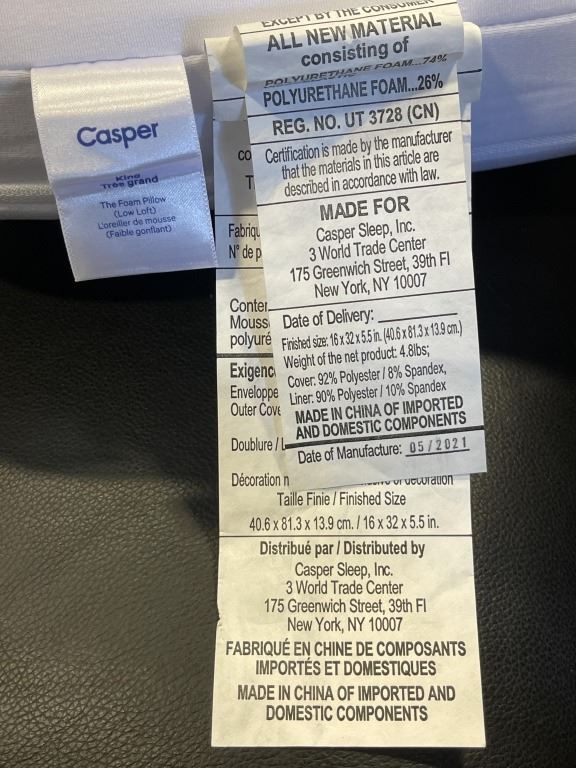 Casper
King
Très grand
The Foam Pillow
(Low Loft)
L'oreiller de mousse
(Faible gonflant)
EXCEPT BY THE CONSUMER
ALL NEW MATERIAL
consisting of
POLYURETHANE FOAM...74%
POLYURETHANE FOAM...26%
REG. NO. UT 3728 (CN)
Certification is made by the manufacturer
that the materials in this article are
described in accordance with law.
MADE FOR
Casper Sleep, Inc.
3 World Trade Center
175 Greenwich Street, 39th Fl
New York, NY 10007
Date of Delivery:
Finished size: 16 x 32 x 5.5 in. (40.6 x 81.3 x 13.9 cm.)
Weight of the net product: 4.8lbs;
Cover: 92% Polyester / 8% Spandex,
Liner: 90% Polyester / 10% Spandex
MADE IN CHINA OF IMPORTED
AND DOMESTIC COMPONENTS
Date of Manufacture: 05/2021
N° de
Outer
Doublure /
Décoration
decoration
Taille Finie / Finished Size
40.6 x 81.3 x 13.9 cm. / 16 x 32 x 5.5 in.
Distribué par / Distributed by
Casper Sleep, Inc.
3 World Trade Center
175 Greenwich Street, 39th Fl
New York, NY 10007
FABRIQUÉ EN CHINE DE COMPOSANTS
IMPORTÉS ET DOMESTIQUES
MADE IN CHINA OF IMPORTED AND
DOMESTIC COMPONENTS